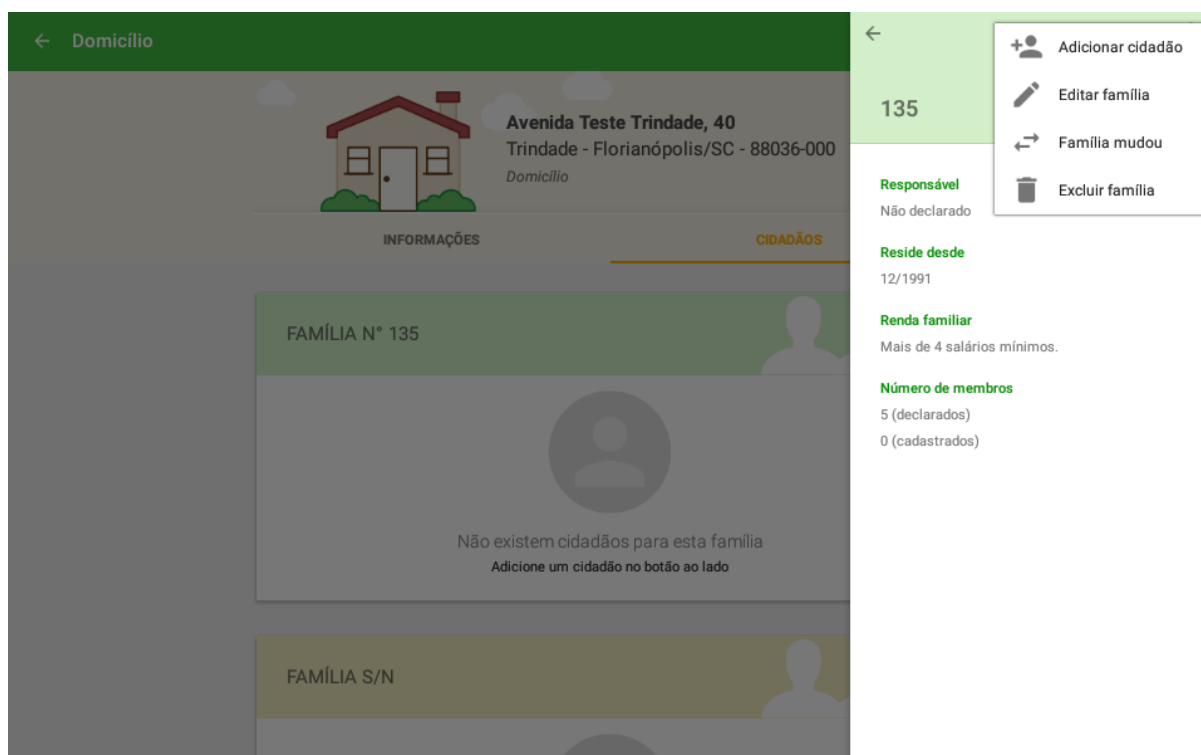 Domicílio
Avenida Teste Trindade, 40
Trindade - Florianópolis/SC - 88036-000
Domicílio
INFORMAÇÕES
CIDADÃOS
FAMÍLIA N° 135
Não existem cidadãos para esta família
Adicione um cidadão no botão ao lado
FAMÍLIA S/N
135
Adicionar cidadão
Editar família
Família mudou
Excluir família
Responsável
Não declarado
Reside desde
12/1991
Renda familiar
Mais de 4 salários mínimos.
Número de membros
5 (declarados)
0 (cadastrados)